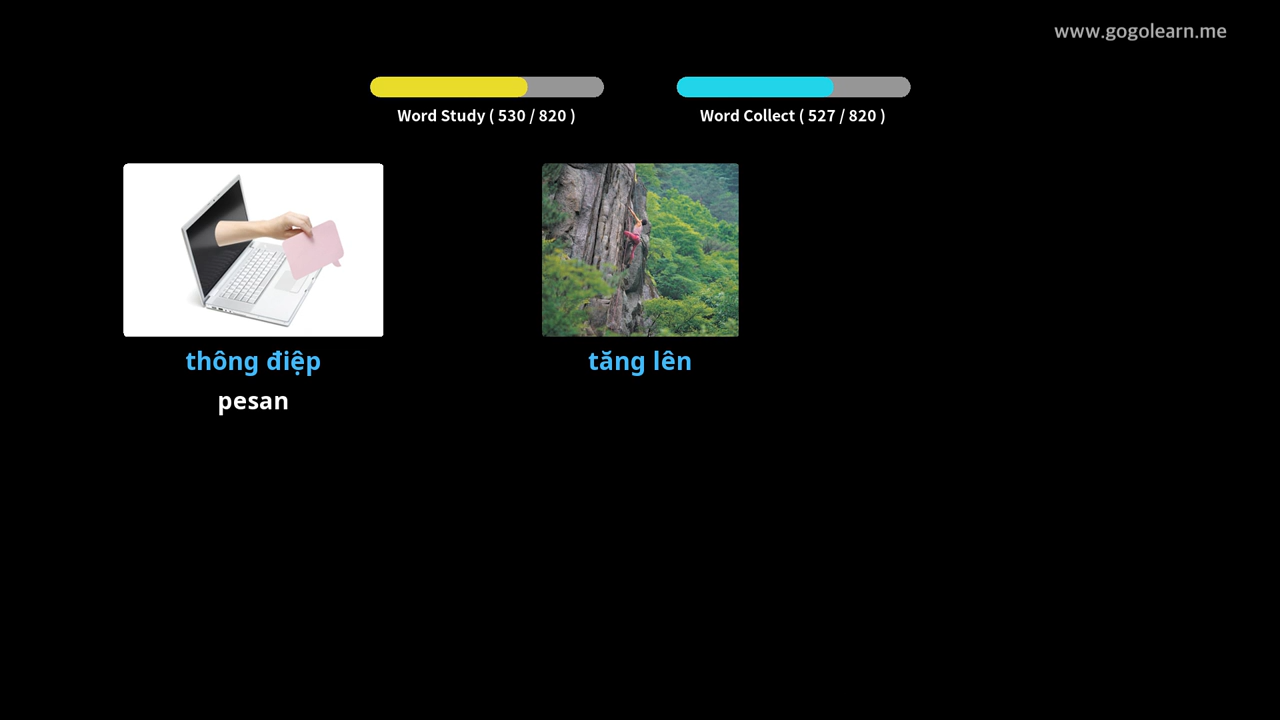 www.gogolearn.me
Word Study ( 530 / 820 )
Word Collect ( 527 / 820 )
thông điệp
pesan
tăng lên